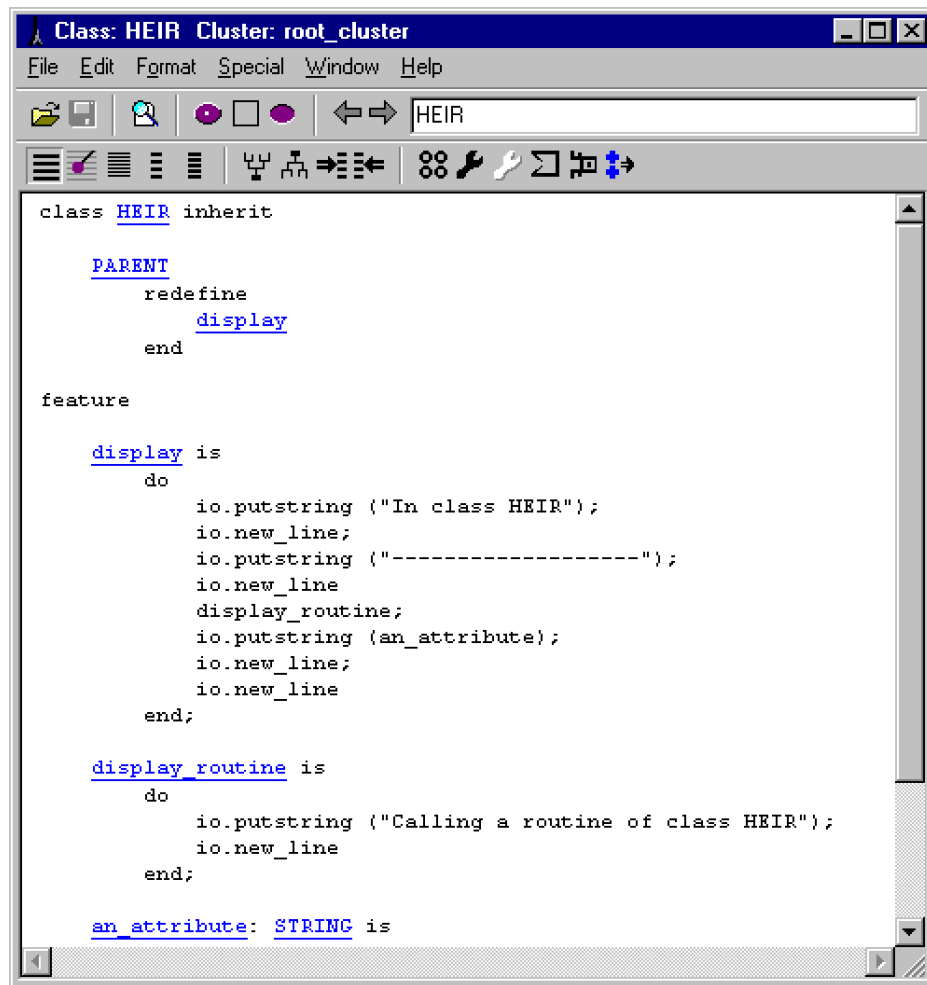 Class: HEIR Cluster: root_cluster
File Edit Format Special Window Help
HEIR
class HEIR inherit
PARENT
redefine
display
end
feature
display is
do
io.putstring ("In class HEIR");
io.new_line;
io.putstring ("-------------------");
io.new_line
display_routine;
io.putstring (an_attribute);
io.new_line;
io.new_line
end;
display_routine is
do
io.putstring ("Calling a routine of class HEIR");
io.new_line
end;
an_attribute: STRING is